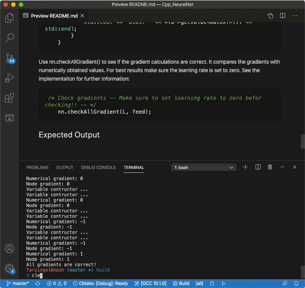 Preview README.md — Cpp_NeuralNet
Preview README.md
std::endl;
}
}
Use nn.checkAllGradient() to see if the gradient calculations are correct. It compares the gradients with
numerically obtained values. For best results make sure the learning rate is set to zero. See the
implementation for further information:
/* Check gradients -- Make sure to set learning rate to zero befor
checking!! -- */
nn.checkAllGradient(L, feed);
Expected Output
PROBLEMS OUTPUT DEBUG CONSOLE TERMINAL 1: bash
Numerical gradient: 0
Node gradient: 0
Variable contructor ...
Variable contructor ...
Numerical gradient: 0
Node gradient: 0
Variable contructor ...
Variable contructor ...
Numerical gradient: -1
Node gradient: -1
Variable contructor ...
Variable contructor ...
Numerical gradient: -1
Node gradient: -1
Numerical gradient: 1
Node gradient: 1
All gradients are correct!
farzingolkhosh (master *) build
$ cle
master* 0 0 CMake: [Debug]: Ready [GCC 10.1.0] Build [all]